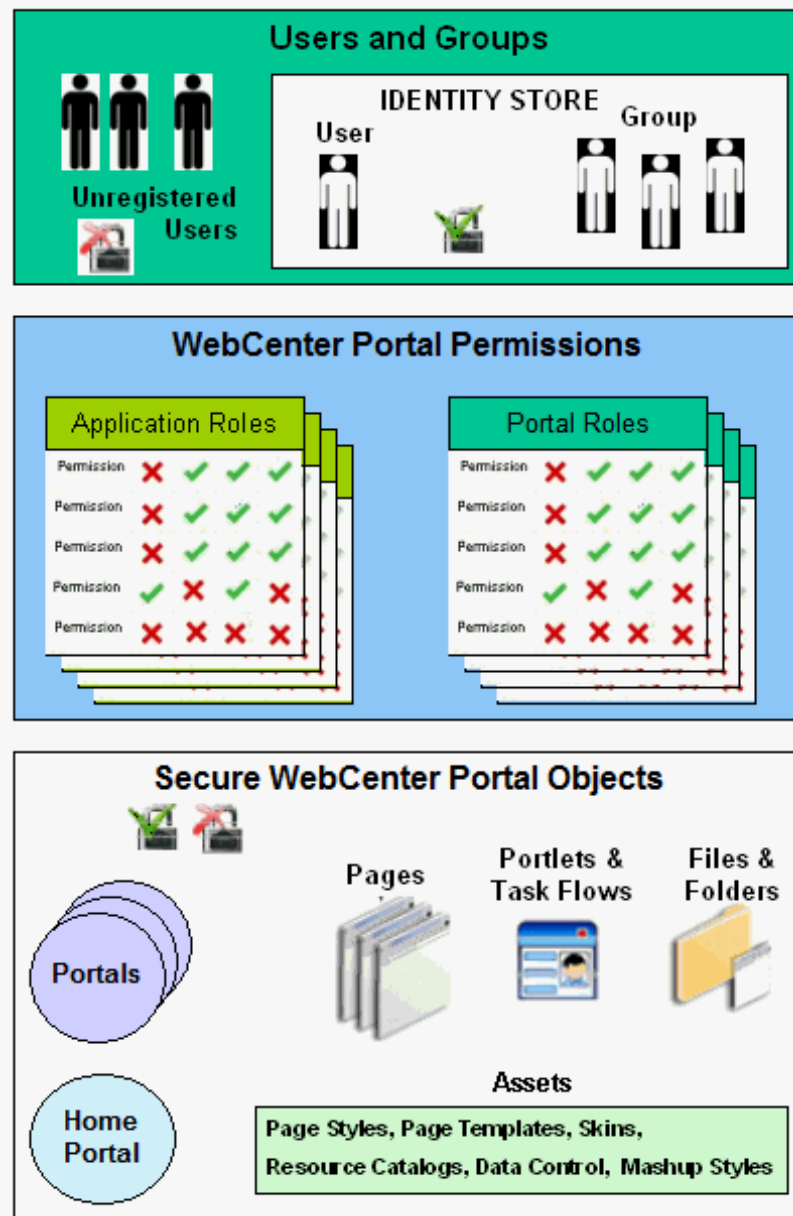 Users and Groups
IDENTITY STORE
User
Group
Unregistered
Users
WebCenter Portal Permissions
Application Roles
Permission
Permission
Permission
Permission
Permission
Portal Roles
Permission
Permission
Permission
Permission
Permission
Secure WebCenter Portal Objects
Pages
Portlets &
Task Flows
Files &
Folders
Portals
Home
Portal
Assets
Page Styles, Page Templates, Skins,
Resource Catalogs, Data Control, Mashup Styles